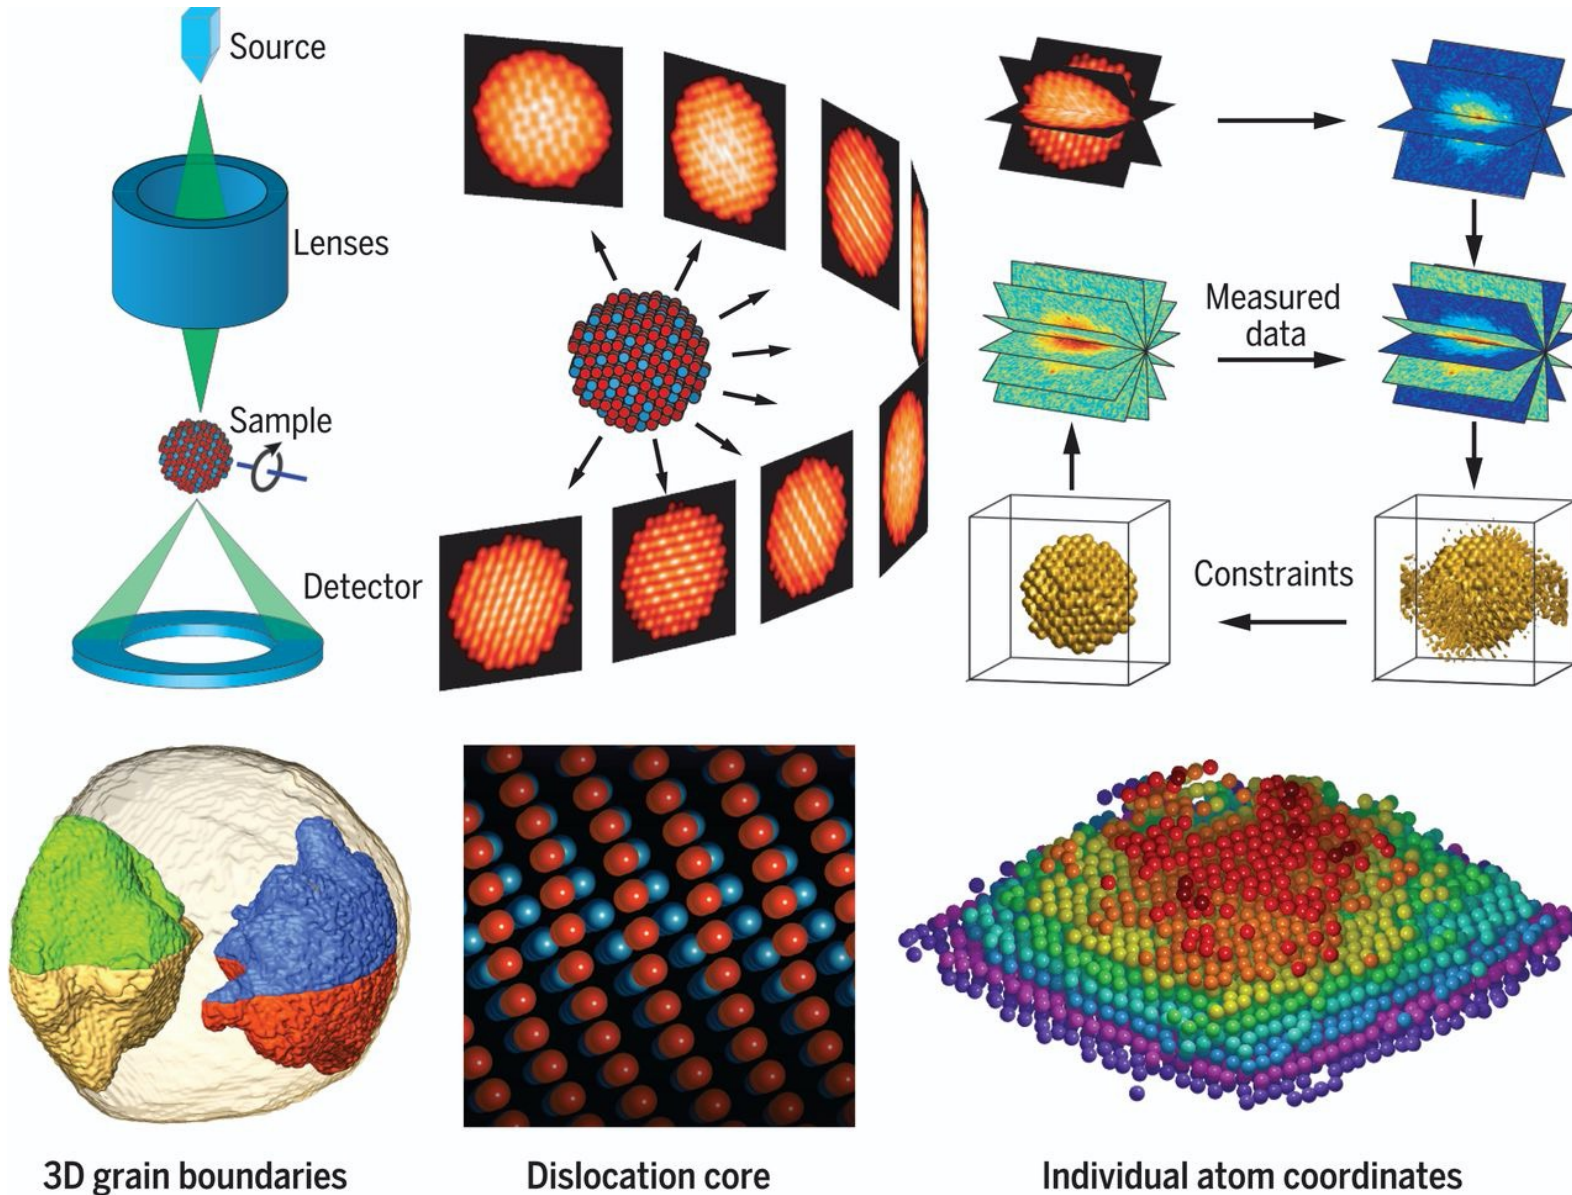 Source
Lenses
Sample
Detector
Measured
data
Constraints
3D grain boundaries
Dislocation core
Individual atom coordinates